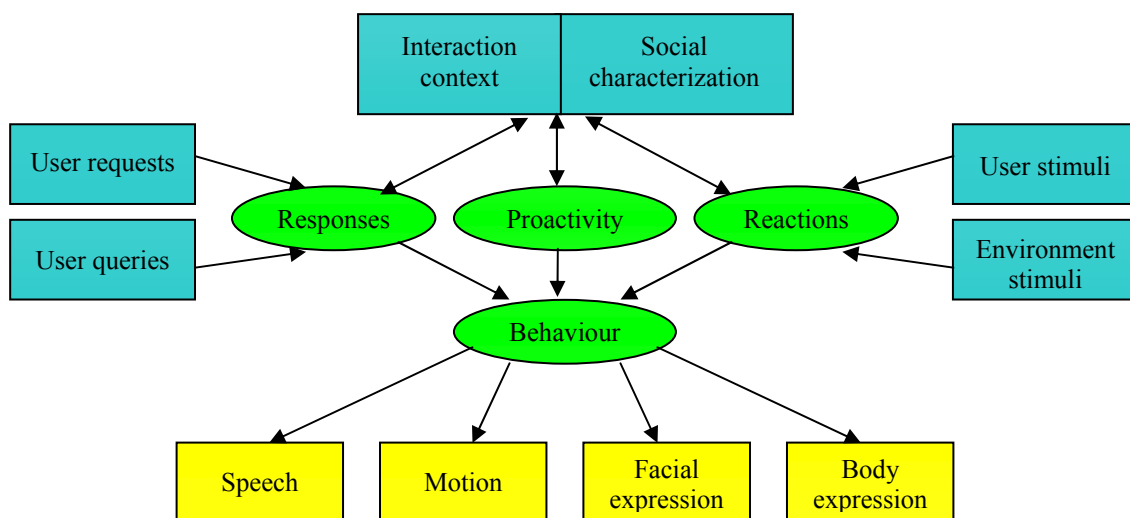 Interaction
context
Social
characterization
User requests
User stimuli
Responses
Proactivity
Reactions
User queries
Environment
stimuli
Behaviour
Speech
Motion
Facial
expression
Body
expression